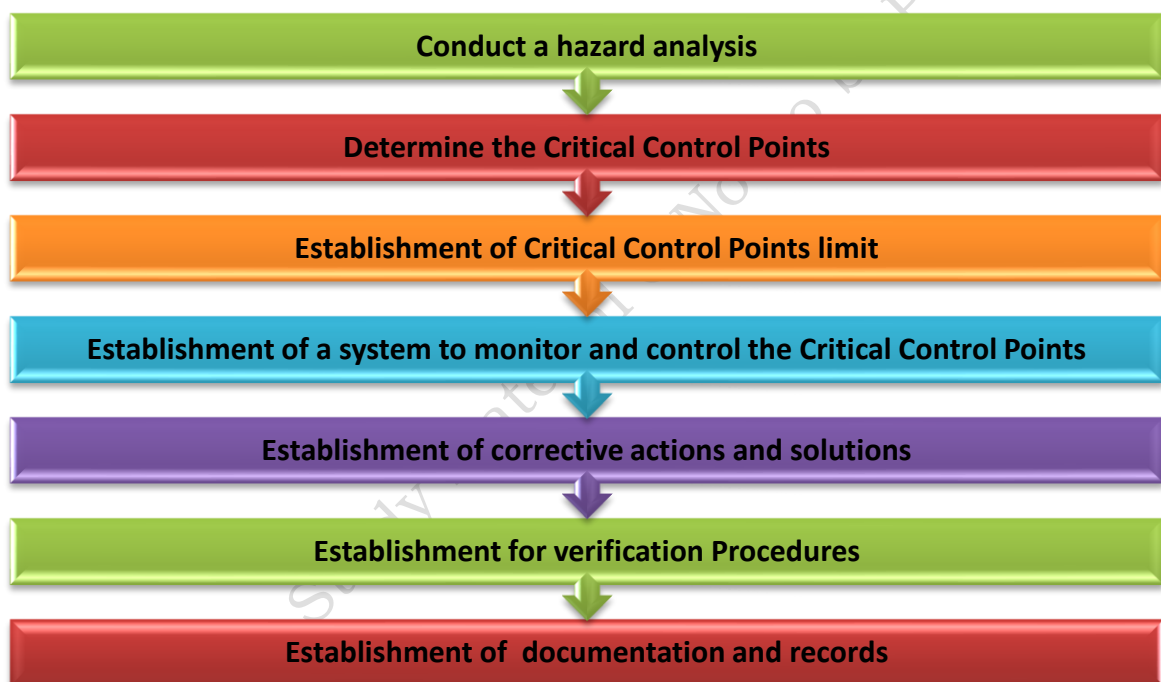 Conduct a hazard analysis
Determine the Critical Control Points
Establishment of Critical Control Points limit
Establishment of a system to monitor and control the Critical Control Points
Establishment of corrective actions and solutions
Establishment for verification Procedures
Establishment of documentation and records
Study